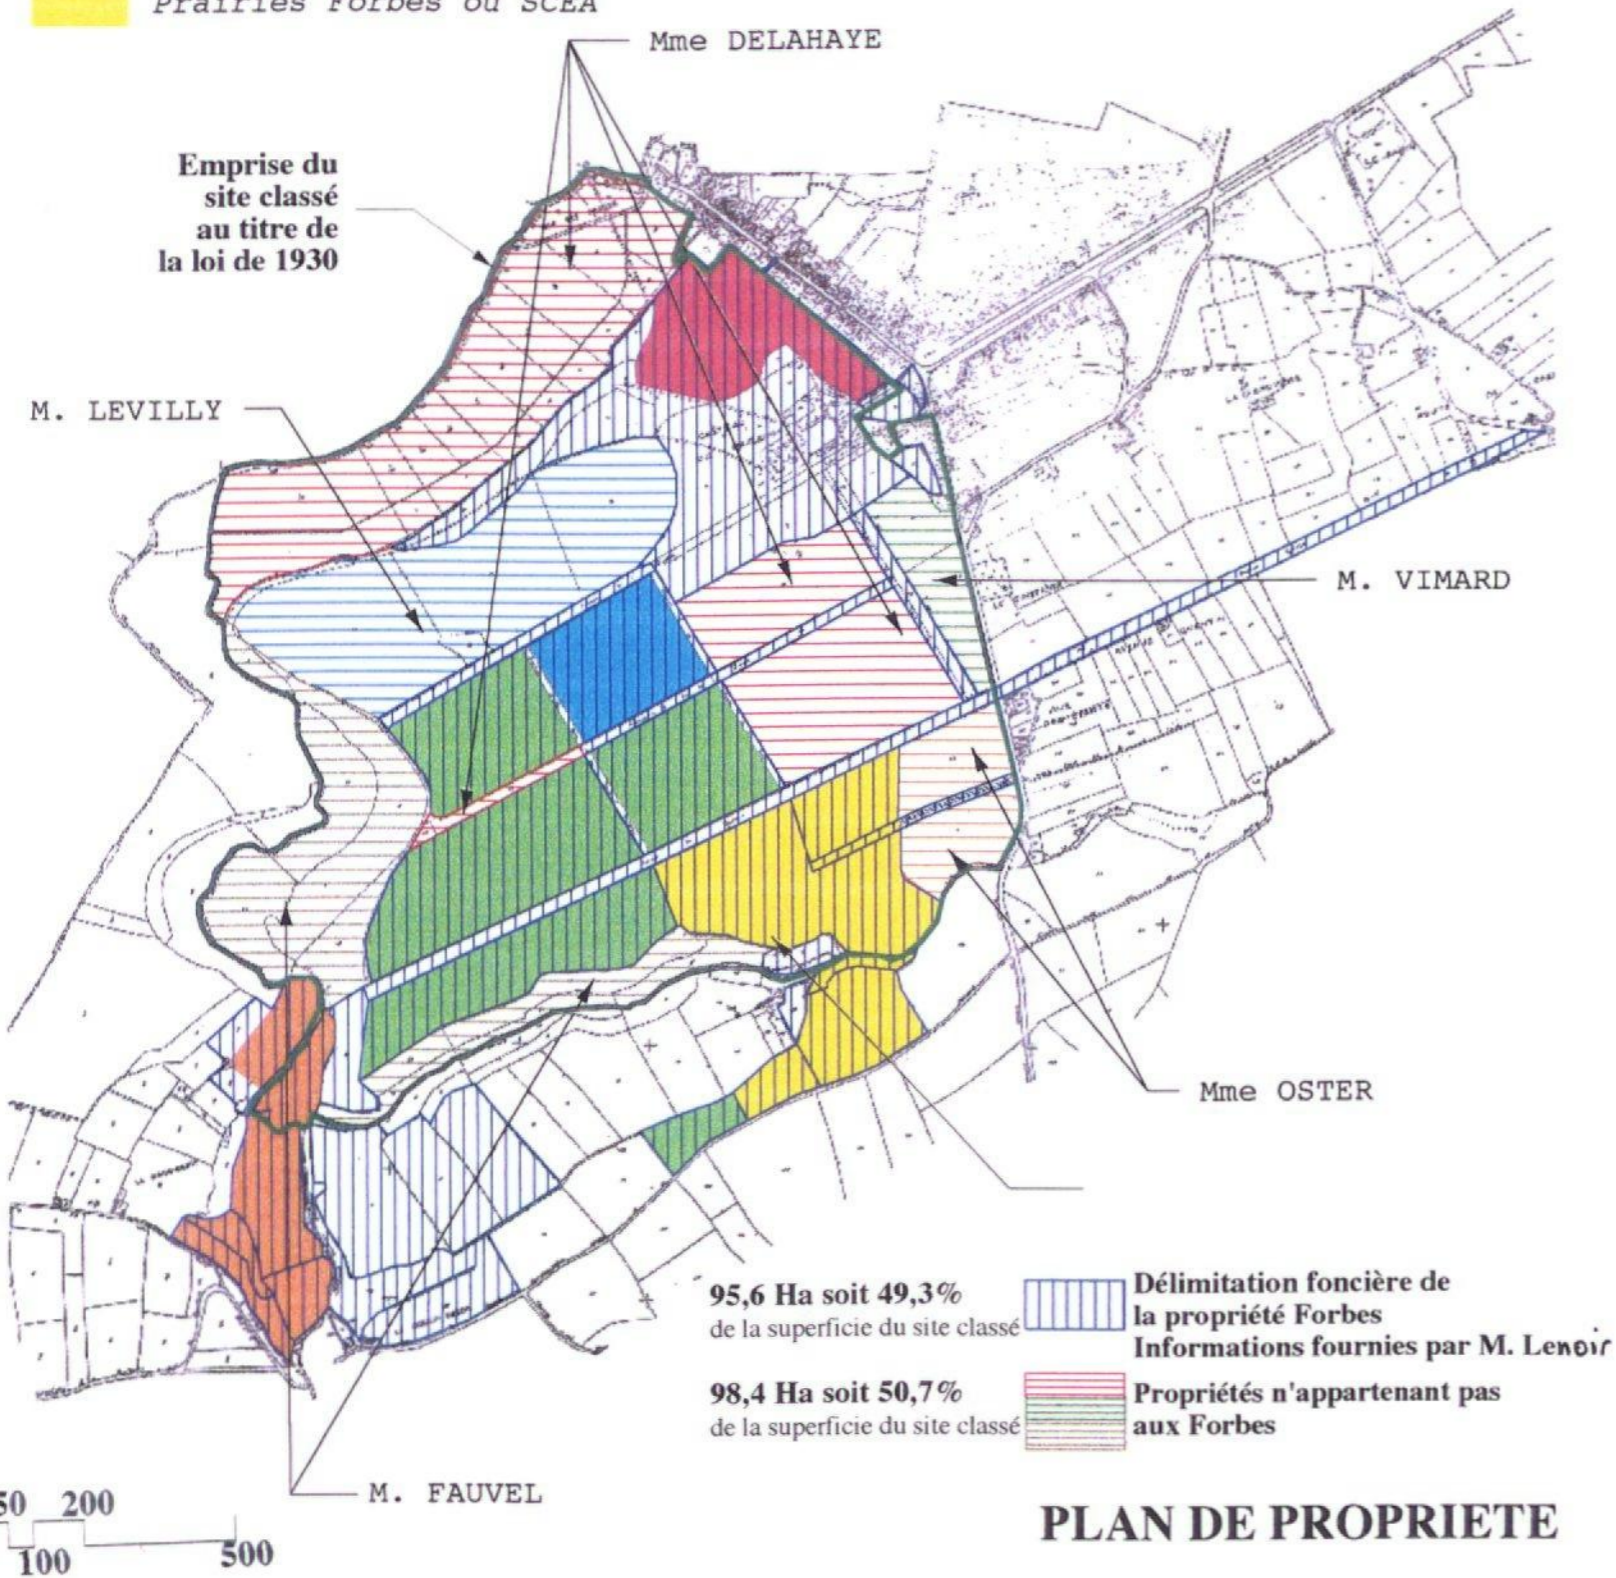 Prairies Forbes ou SCEA
Mme DELAHAYE
Emprise du
site classé
au titre de
la loi de 1930
M. LEVILLY
M. VIMARD
Mme OSTER
95,6 Ha soit 49,3%
de la superficie du site classé
Délimitation foncière de
la propriété Forbes
Informations fournies par M. Lenoir
98,4 Ha soit 50,7%
de la superficie du site classé
Propriétés n'appartenant pas
aux Forbes
M. FAUVEL
50 200
100 500
PLAN DE PROPRIETE